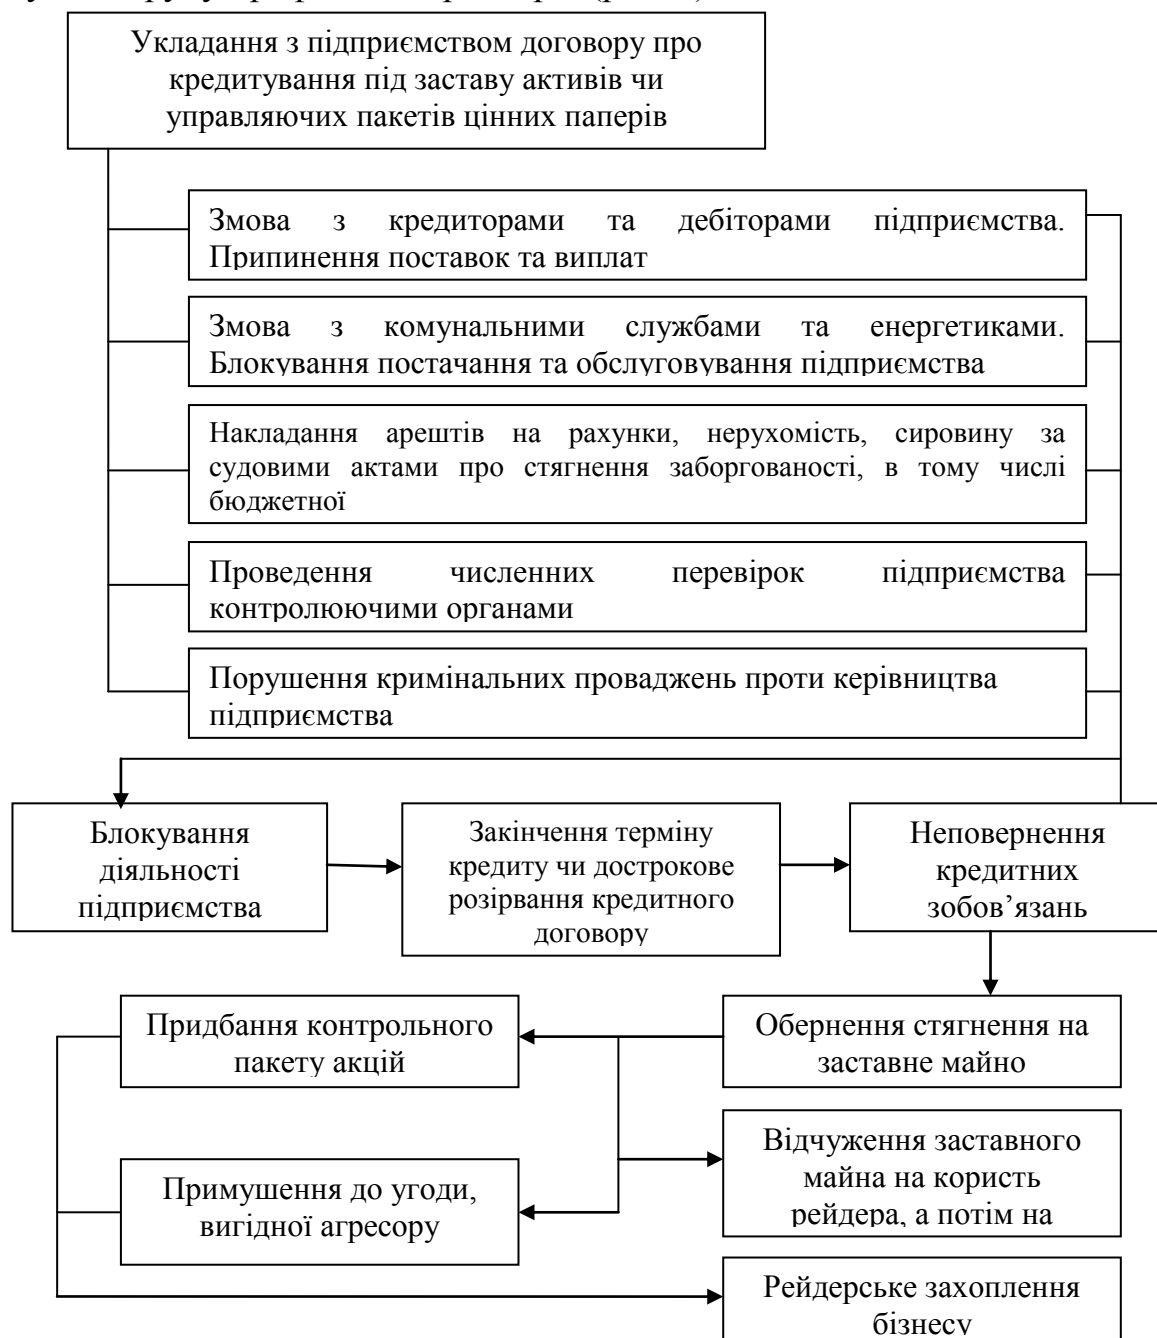 Укладання з підприємством договору про
кредитування під заставу активів чи
управляючих пакетів цінних паперів
Змова з кредиторами та дебіторами підприємства.
Припинення поставок та виплат
Змова з комунальними службами та енергетиками.
Блокування постачання та обслуговування підприємства
Накладання арештів на рахунки, нерухомість, сировину за
судовими актами про стягнення заборгованості, в тому числі
бюджетної
Проведення численних перевірок підприємства
контролюючими органами
Порушення кримінальних проваджень проти керівництва
підприємства
Блокування
діяльності
підприємства
Закінчення терміну
кредиту чи дострокове
розірвання кредитного
договору
Неповернення
кредитних
зобов’язань
Придбання контрольного
пакету акцій
Обернення стягнення на
заставне майно
Примушення до угоди,
вигідної агресору
Відчуження заставного
майна на користь
рейдера, а потім на
Рейдерське захоплення
бізнесу